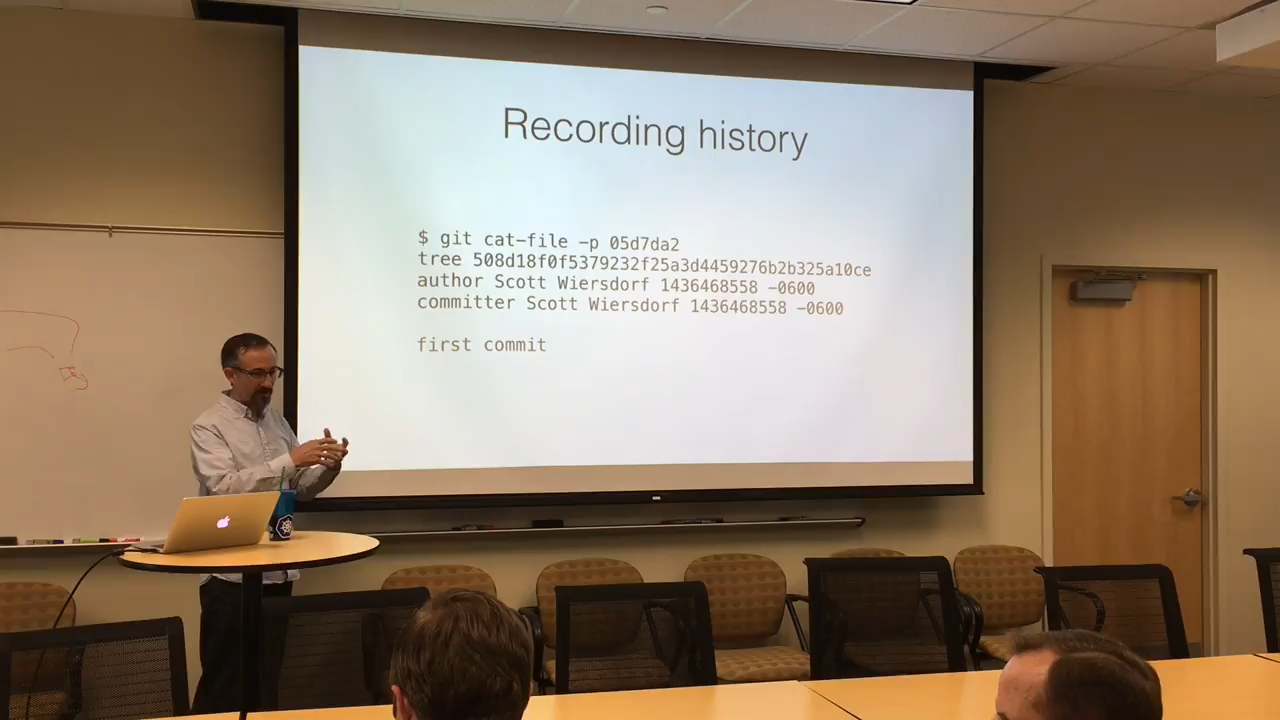 Recording history
$ git cat-file -p 05d7da2
tree 508d18f0f5379232f25a3d4459276b2b325a10ce
author Scott Wiersdorf 1436468558 -0600
committer Scott Wiersdorf 1436468558 -0600
first commit